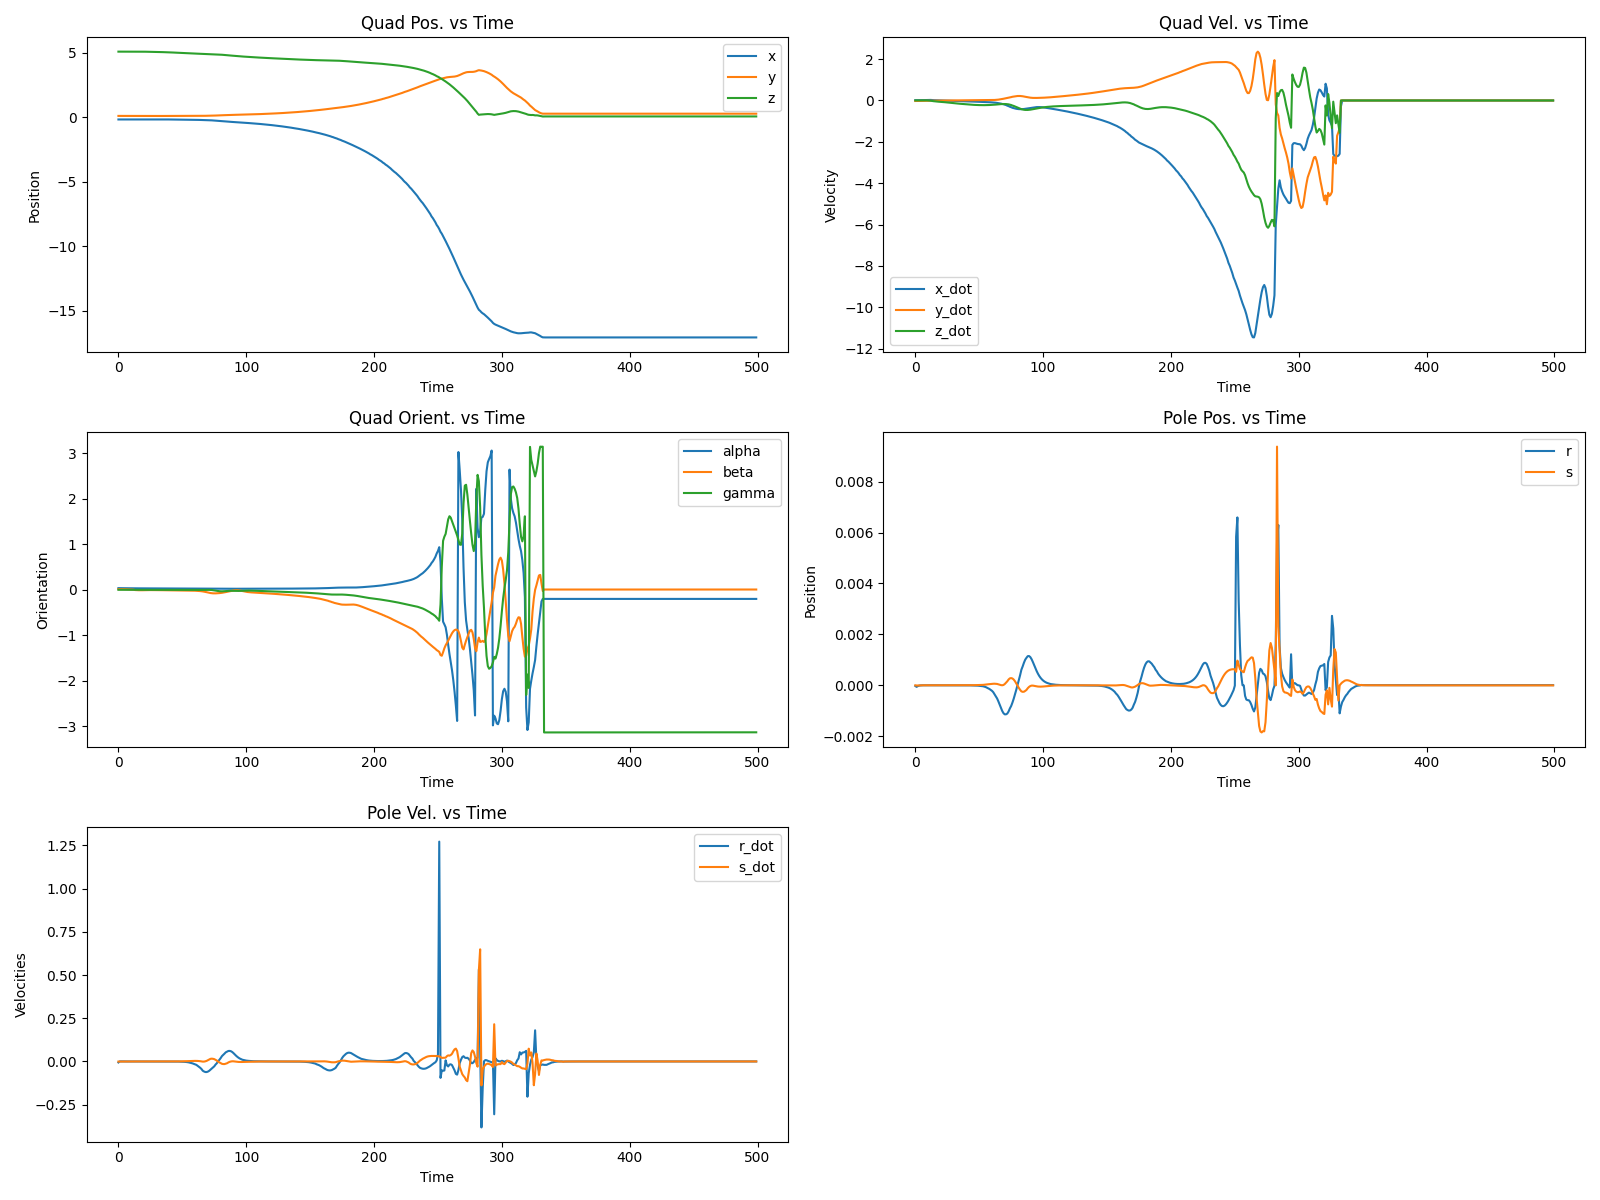 Quad Pos. vs Time
Position
5
0
−5
−10
−15
0 100 200 300 400 500
Time
x
y
z
Quad Vel. vs Time
Velocity
2
0
−2
−4
−6
−8
−10
−12
0 100 200 300 400 500
Time
x_dot
y_dot
z_dot
Quad Orient. vs Time
Orientation
3
2
1
0
−1
−2
−3
0 100 200 300 400 500
Time
alpha
beta
gamma
Pole Pos. vs Time
Position
0.008
0.006
0.004
0.002
0.000
−0.002
0 100 200 300 400 500
Time
r
s
Pole Vel. vs Time
Velocities
1.25
1.00
0.75
0.50
0.25
0.00
−0.25
0 100 200 300 400 500
Time
r_dot
s_dot